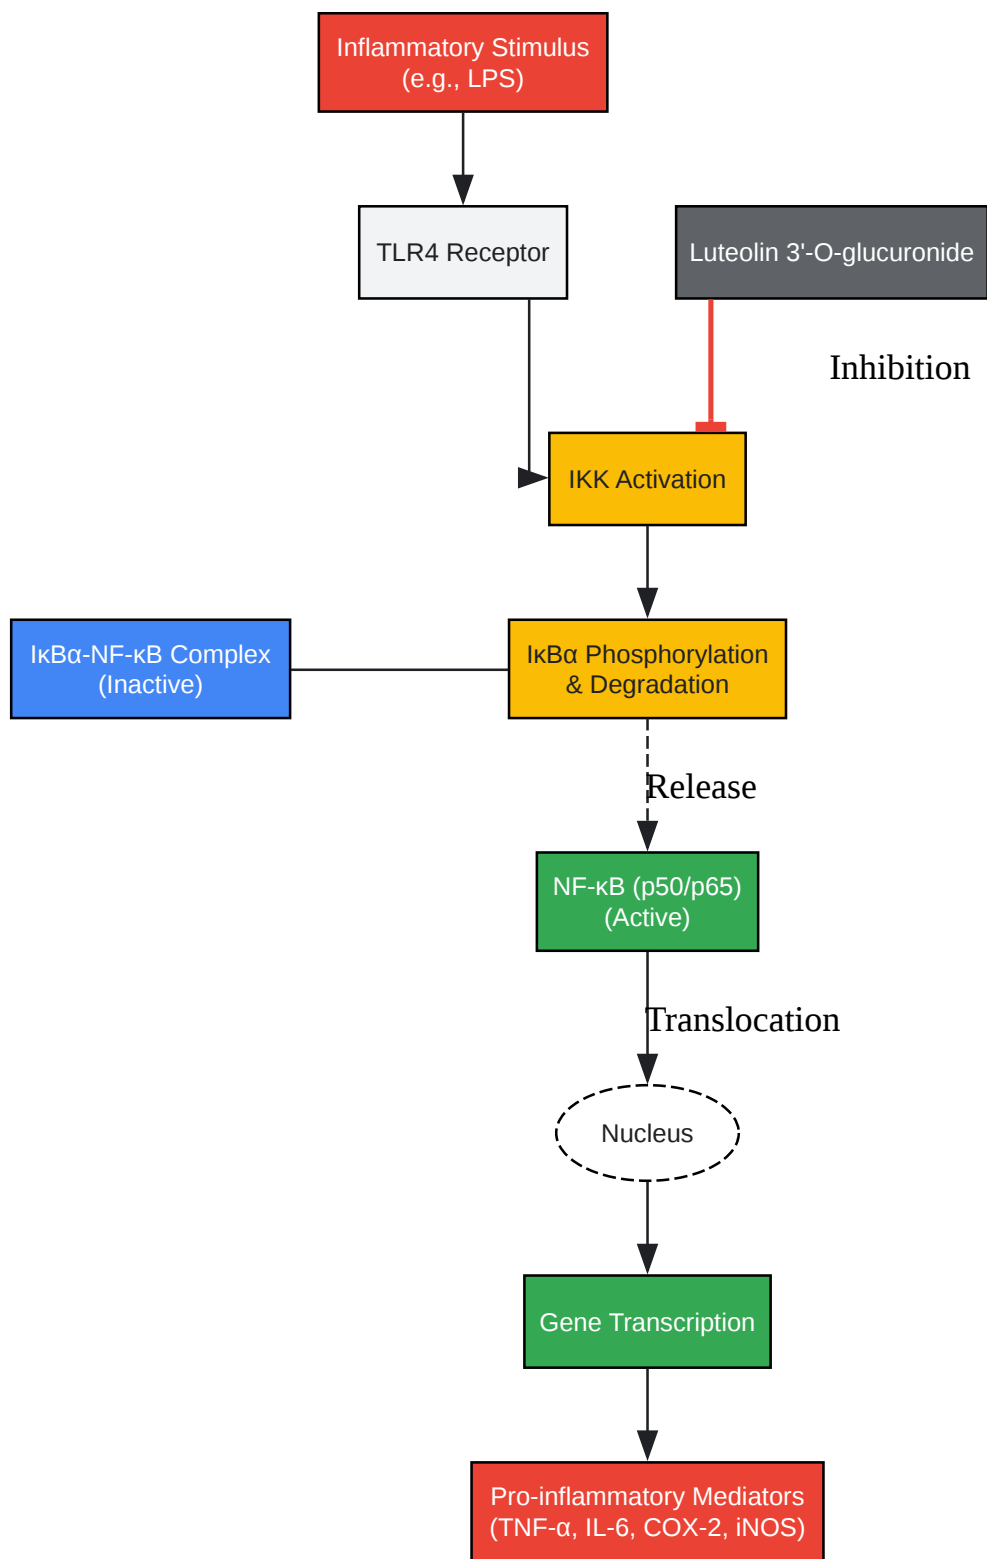 Inflammatory Stimulus
(e.g., LPS)
TLR4 Receptor
Luteolin 3'-O-glucuronide
Inhibition
IKK Activation
IκBα-NF-κB Complex
(Inactive)
IκBα Phosphorylation
& Degradation
Release
NF-κB (p50/p65)
(Active)
Translocation
Nucleus
Gene Transcription
Pro-inflammatory Mediators
(TNF-α, IL-6, COX-2, iNOS)